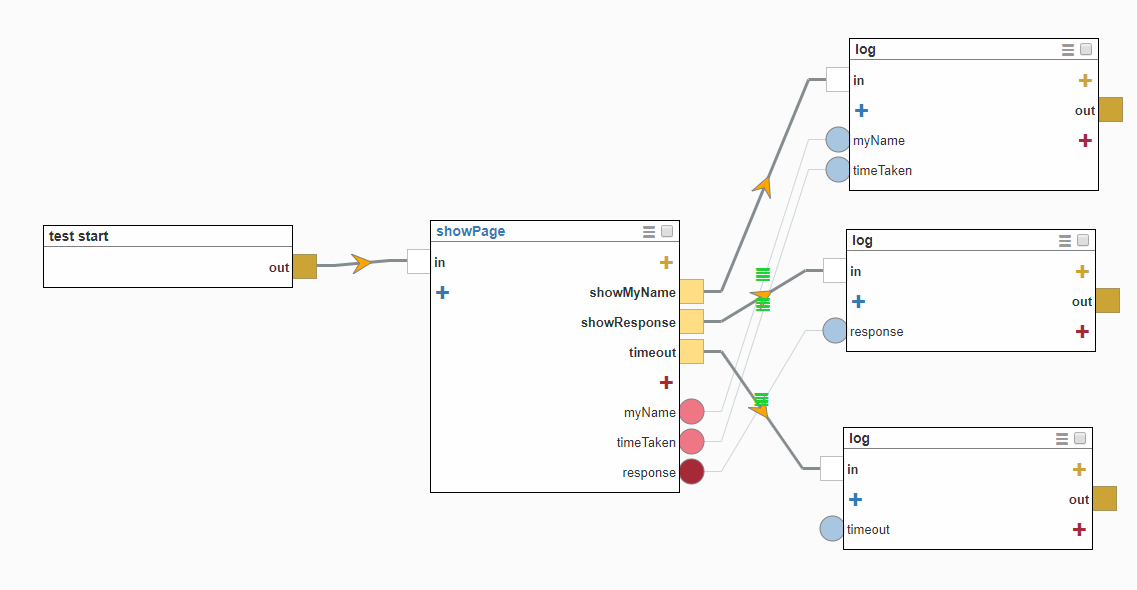 test start
out
showPage
in
showMyName
showResponse
timeout
myName
timeTaken
response
log
in
out
myName
timeTaken
log
in
out
response
log
in
out
timeout